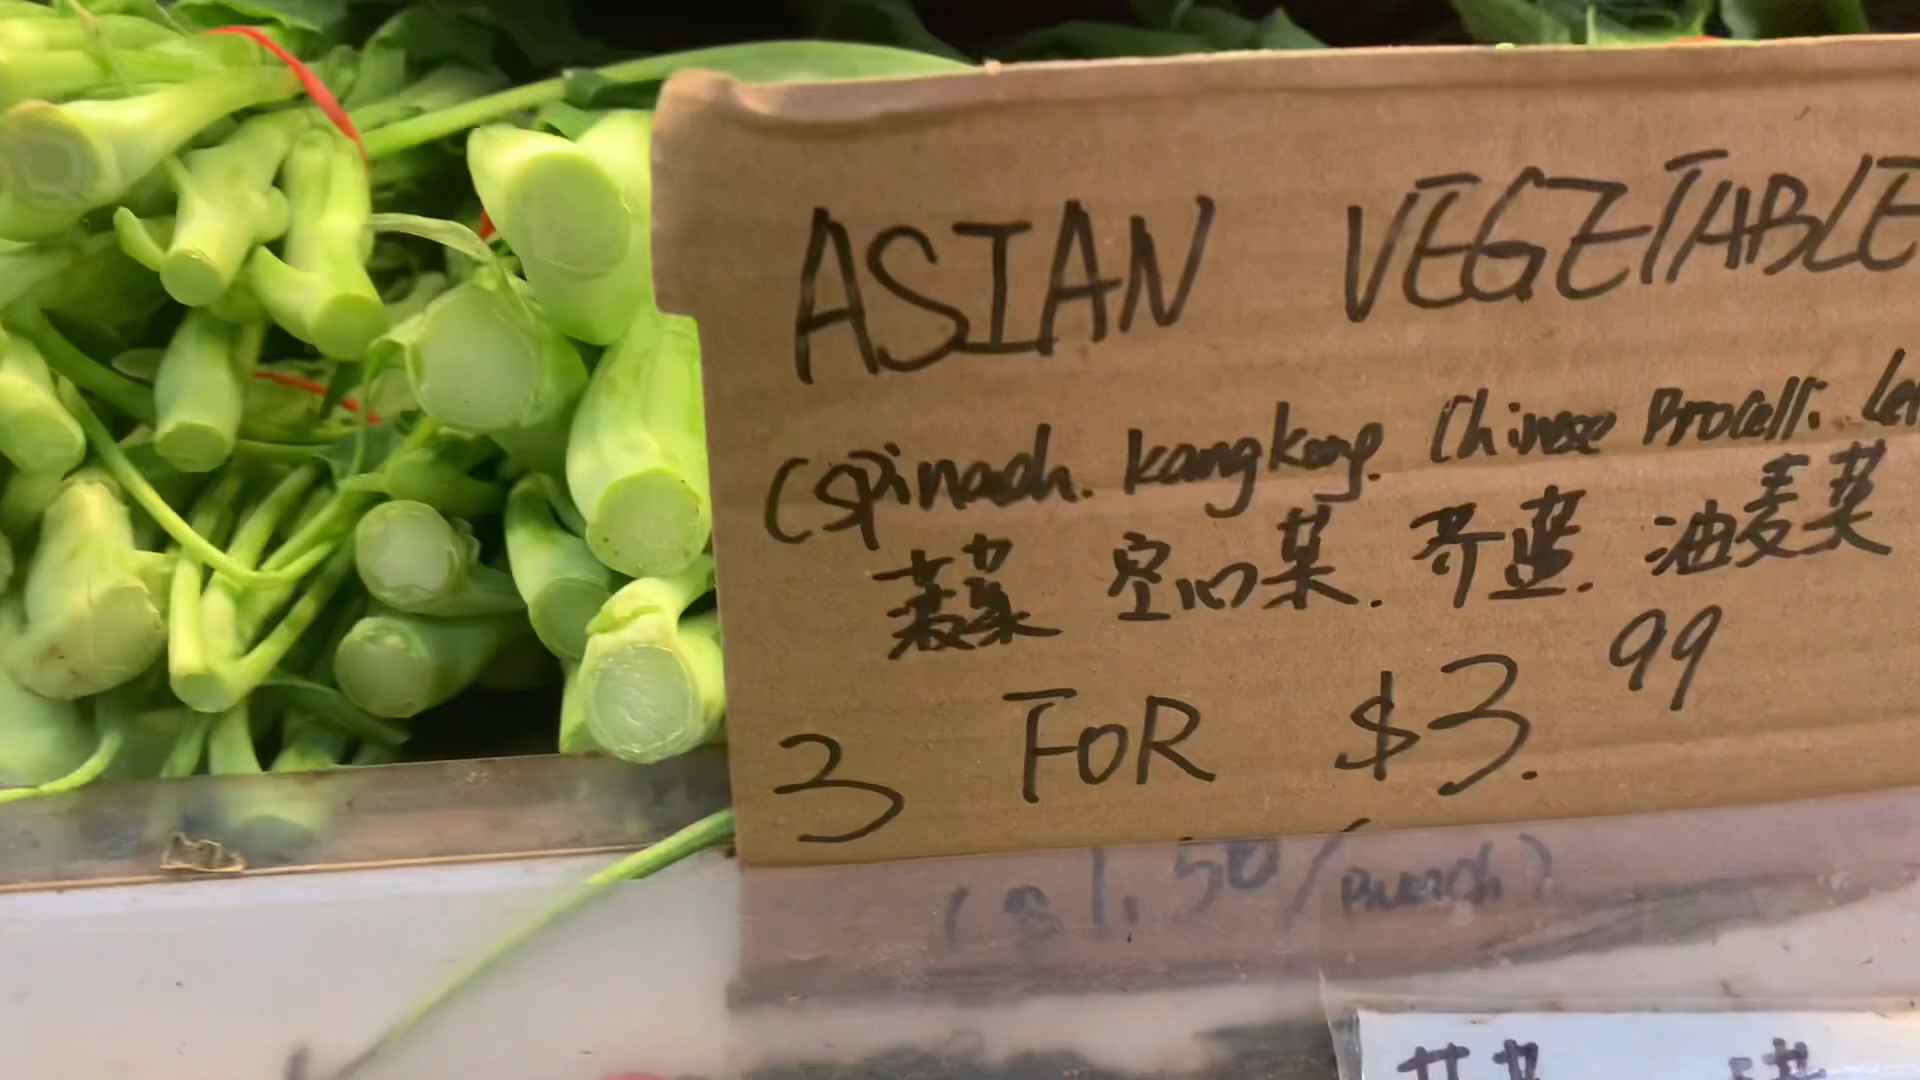 ASIAN VEGETABLE
(Spinach. Kangkong. Chinese Brocolli. Let
菠菜 空心菜. 芥蓝. 油麦菜
3 FOR $3.99
($1.50/Bunch)